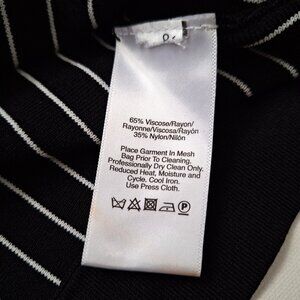 65% Viscose/Rayon/
Rayonne/Viscosa/Rayón
35% Nylon/Nilón
Place Garment In Mesh
Bag Prior To Cleaning.
Professionally Dry Clean Only.
Reduced Heat, Moisture and
Cycle. Cool Iron.
Use Press Cloth.
P